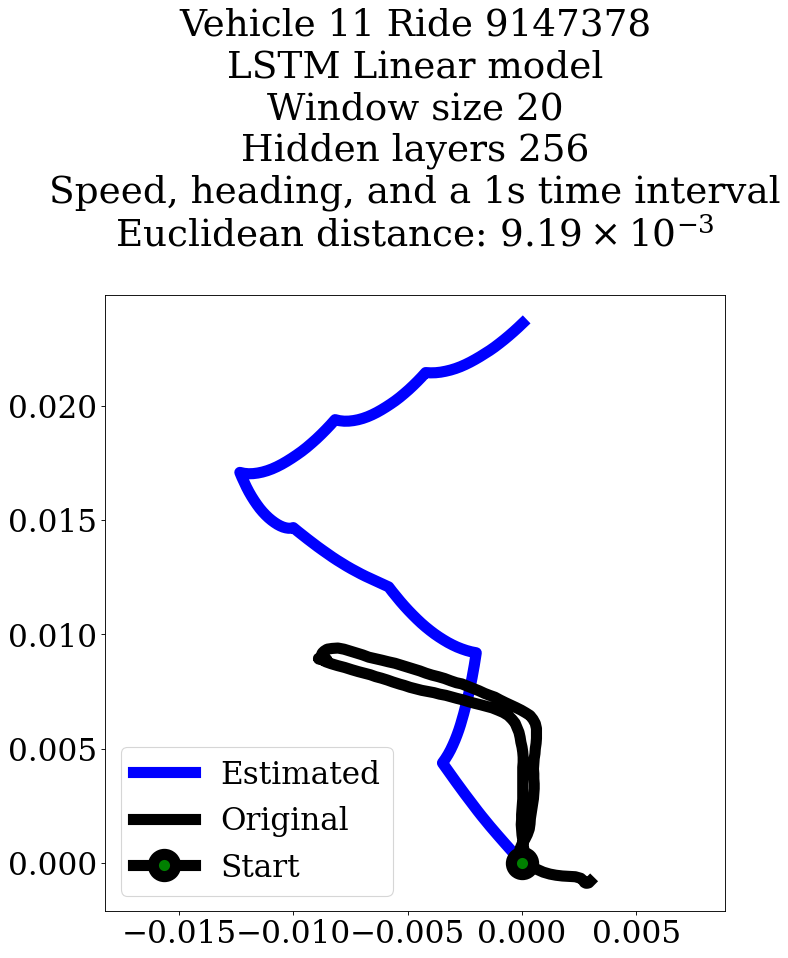 Vehicle 11 Ride 9147378
LSTM Linear model
Window size 20
Hidden layers 256
Speed, heading, and a 1s time interval
Euclidean distance: 9.19 × 10⁻³
0.020
0.015
0.010
0.005
0.000
Estimated
Original
Start
−0.015 −0.010 −0.005 0.000 0.005